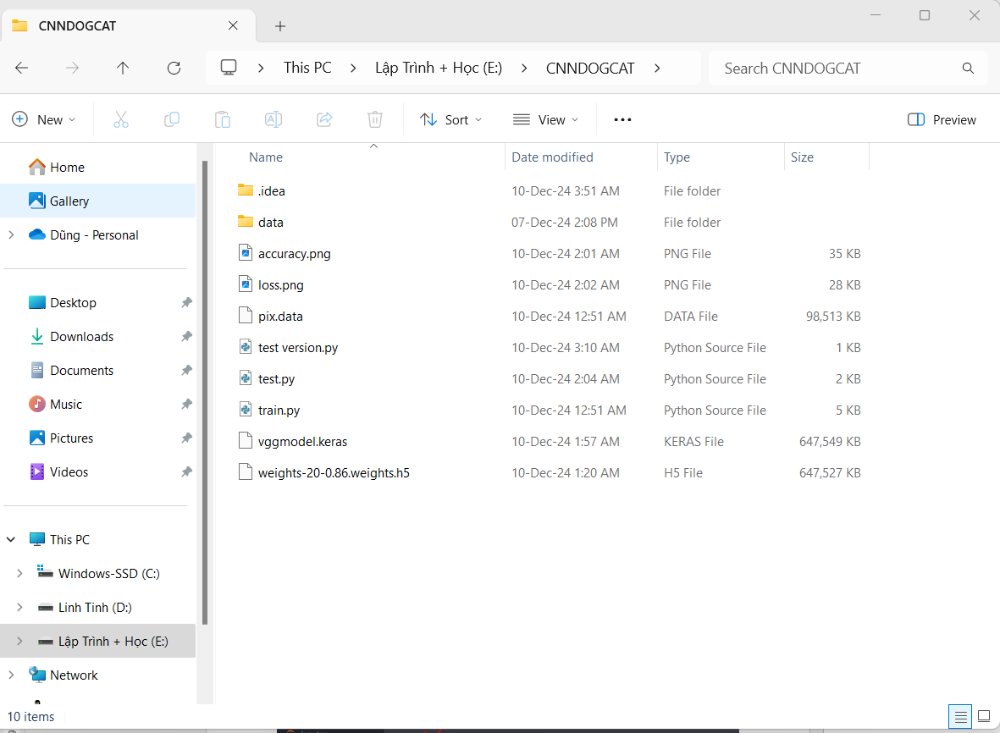 CNNDOGCAT
This PC Lập Trình + Học (E:) CNNDOGCAT Search CNNDOGCAT
New Sort View Preview
Home
Gallery
Dũng - Personal
Desktop
Downloads
Documents
Music
Pictures
Videos
This PC
Windows-SSD (C:)
Linh Tinh (D:)
Lập Trình + Học (E:)
Network
Name Date modified Type Size
.idea 10-Dec-24 3:51 AM File folder
data 07-Dec-24 2:08 PM File folder
accuracy.png 10-Dec-24 2:01 AM PNG File 35 KB
loss.png 10-Dec-24 2:02 AM PNG File 28 KB
pix.data 10-Dec-24 12:51 AM DATA File 98,513 KB
test version.py 10-Dec-24 3:10 AM Python Source File 1 KB
test.py 10-Dec-24 2:04 AM Python Source File 2 KB
train.py 10-Dec-24 12:51 AM Python Source File 5 KB
vggmodel.keras 10-Dec-24 1:57 AM KERAS File 647,549 KB
weights-20-0.86.weights.h5 10-Dec-24 1:20 AM H5 File 647,527 KB
10 items